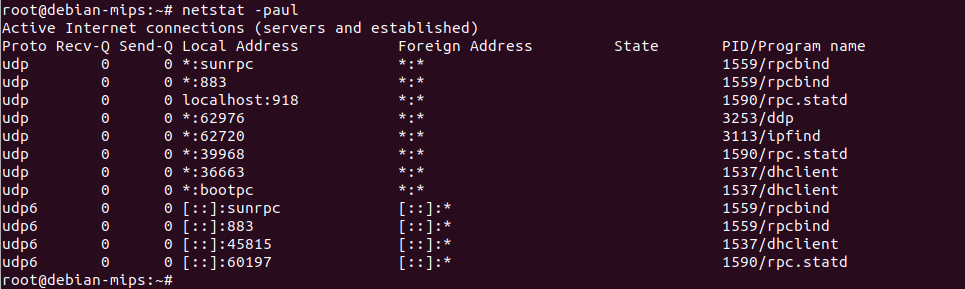 root@debian-mips:~# netstat -paul
Active Internet connections (servers and established)
Proto Recv-Q Send-Q Local Address           Foreign Address         State       PID/Program name
udp        0      0 *:sunrpc                *:*                                 1559/rpcbind
udp        0      0 *:883                   *:*                                 1559/rpcbind
udp        0      0 localhost:918           *:*                                 1590/rpc.statd
udp        0      0 *:62976                 *:*                                 3253/ddp
udp        0      0 *:62720                 *:*                                 3113/ipfind
udp        0      0 *:39968                 *:*                                 1590/rpc.statd
udp        0      0 *:36663                 *:*                                 1537/dhclient
udp        0      0 *:bootpc                *:*                                 1537/dhclient
udp6       0      0 [::]:sunrpc             [::]:*                              1559/rpcbind
udp6       0      0 [::]:883                [::]:*                              1559/rpcbind
udp6       0      0 [::]:45815              [::]:*                              1537/dhclient
udp6       0      0 [::]:60197              [::]:*                              1590/rpc.statd
root@debian-mips:~#